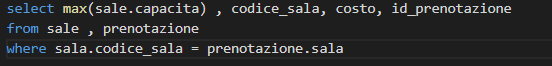 select max(sale.capacita) , codice_sala, costo, id_prenotazione
from sale , prenotazione
where sala.codice_sala = prenotazione.sala